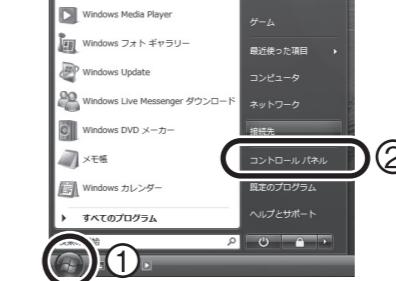 Windows Media Player
Windows フォト ギャラリー
Windows Update
Windows Live Messenger ダウンロード
Windows DVD メーカー
メモ帳
Windows カレンダー
すべてのプログラム
ゲーム
最近使った項目
コンピュータ
ネットワーク
接続先
コントロール パネル
②
既定のプログラム
ヘルプとサポート
①